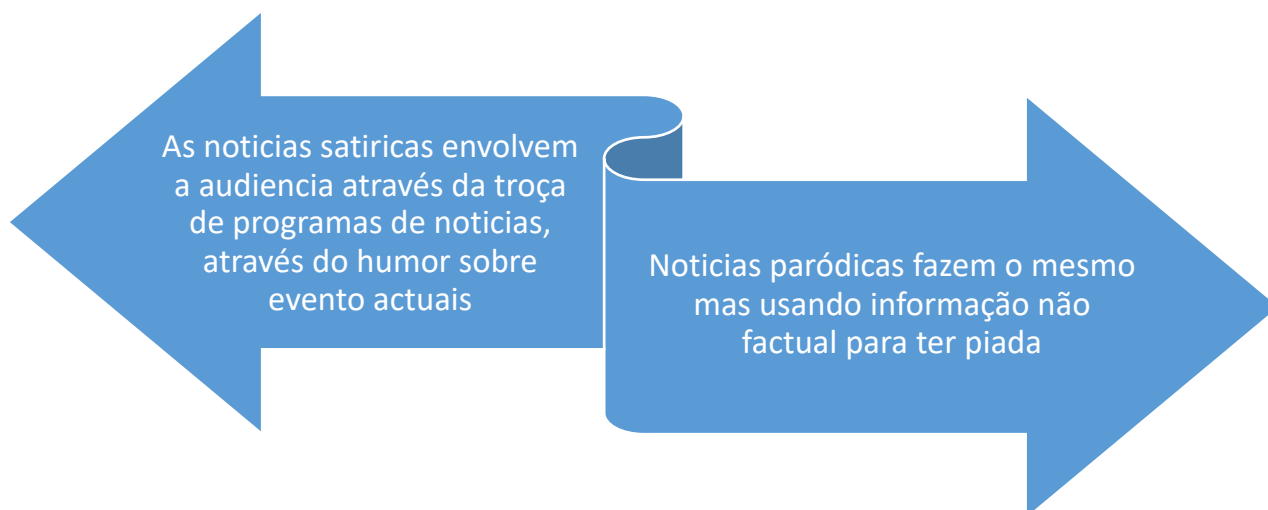 As noticias satiricas envolvem
a audiencia através da troça
de programas de noticias,
através do humor sobre
evento actuais
Noticias paródicas fazem o mesmo
mas usando informação não
factual para ter piada